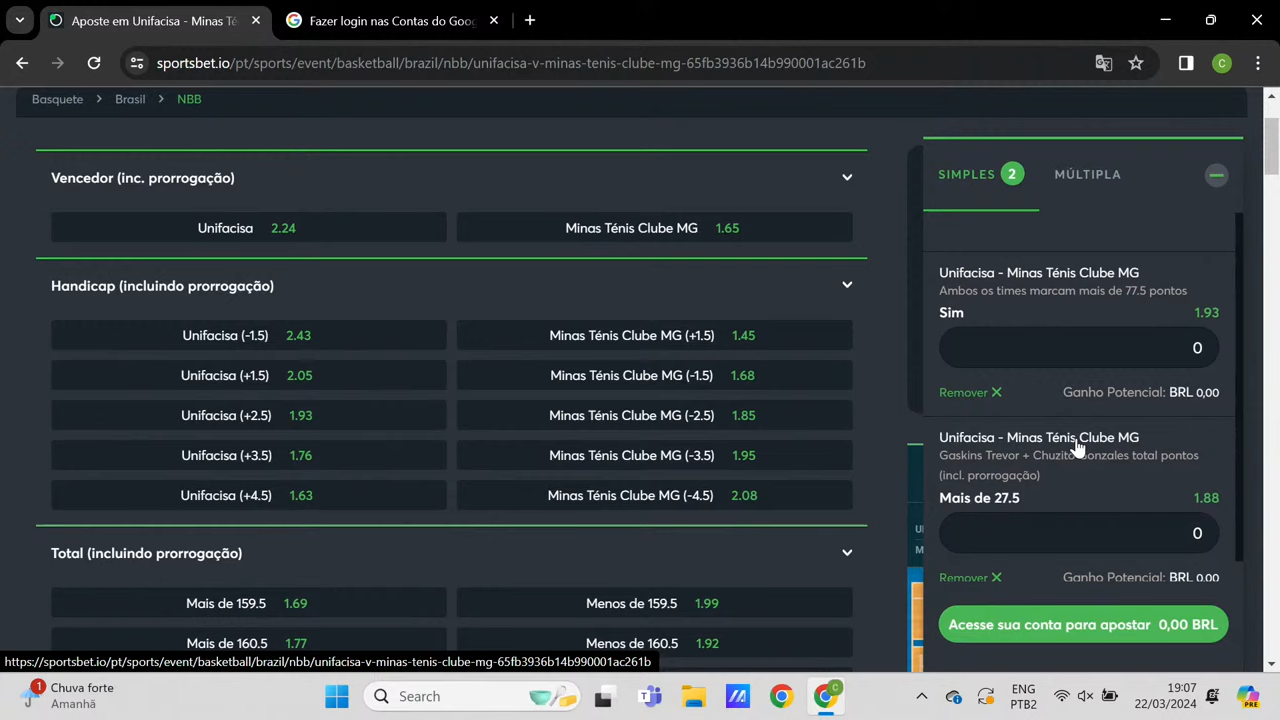 Aposte em Unifacisa - Minas Té
Fazer login nas Contas do Goo
sportsbet.io/pt/sports/event/basketball/brazil/nbb/unifacisa-v-minas-tenis-clube-mg-65fb3936b14b990001ac261b
C
Basquete > Brasil > NBB
Vencedor (inc. prorrogação)
Unifacisa 2.24
Minas Ténis Clube MG 1.65
Handicap (incluindo prorrogação)
Unifacisa (-1.5) 2.43
Minas Ténis Clube MG (+1.5) 1.45
Unifacisa (+1.5) 2.05
Minas Ténis Clube MG (-1.5) 1.68
Unifacisa (+2.5) 1.93
Minas Ténis Clube MG (-2.5) 1.85
Unifacisa (+3.5) 1.76
Minas Ténis Clube MG (-3.5) 1.95
Unifacisa (+4.5) 1.63
Minas Ténis Clube MG (-4.5) 2.08
Total (incluindo prorrogação)
Mais de 159.5 1.69
Menos de 159.5 1.99
Mais de 160.5 1.77
Menos de 160.5 1.92
SIMPLES 2 MÚLTIPLA
Unifacisa - Minas Ténis Clube MG
Ambos os times marcam mais de 77.5 pontos
Sim 1.93
0
Remover Ganho Potencial: BRL 0,00
Unifacisa - Minas Ténis Clube MG
Gaskins Trevor + Chuzito Gonzales total pontos
(incl. prorrogação)
Mais de 27.5 1.88
0
Remover Ganho Potencial: BRL 0,00
Acesse sua conta para apostar 0,00 BRL
https://sportsbet.io/pt/sports/event/basketball/brazil/nbb/unifacisa-v-minas-tenis-clube-mg-65fb3936b14b990001ac261b
1
Chuva forte
Amanhã
Search
C
ENG
PTB2
19:07
22/03/2024
PRE